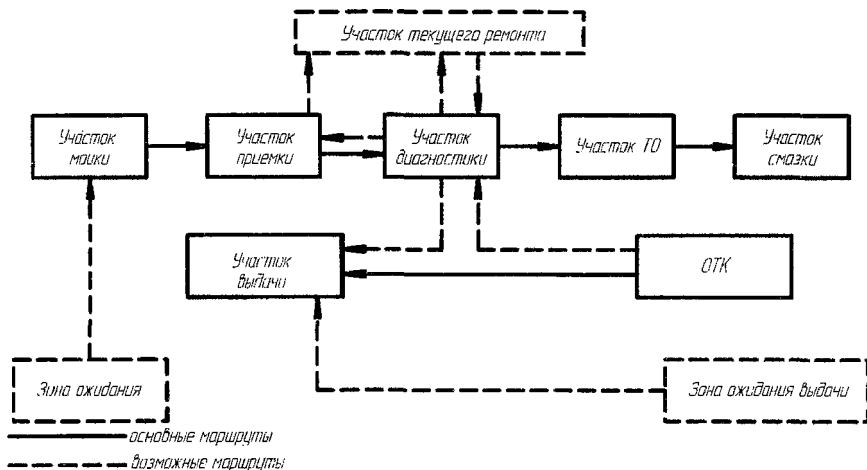 Участок текущего ремонта
Участок
мойки
Участок
приемки
Участок
диагностики
Участок ТО
Участок
смазки
Участок
выдачи
ОТК
Зина ожидания
Зона ожидания выдачи
основные маршруты
возможные маршруты